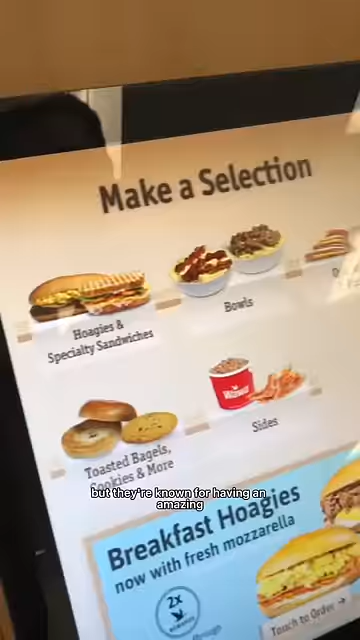 Make a Selection
Hoagies &
Specialty Sandwiches
Bowls
Wawa
Sides
Toasted Bagels,
Cookies & More
but they're known for having an
amazing
Breakfast Hoagies
now with fresh mozzarella
2x
Touch to Order →